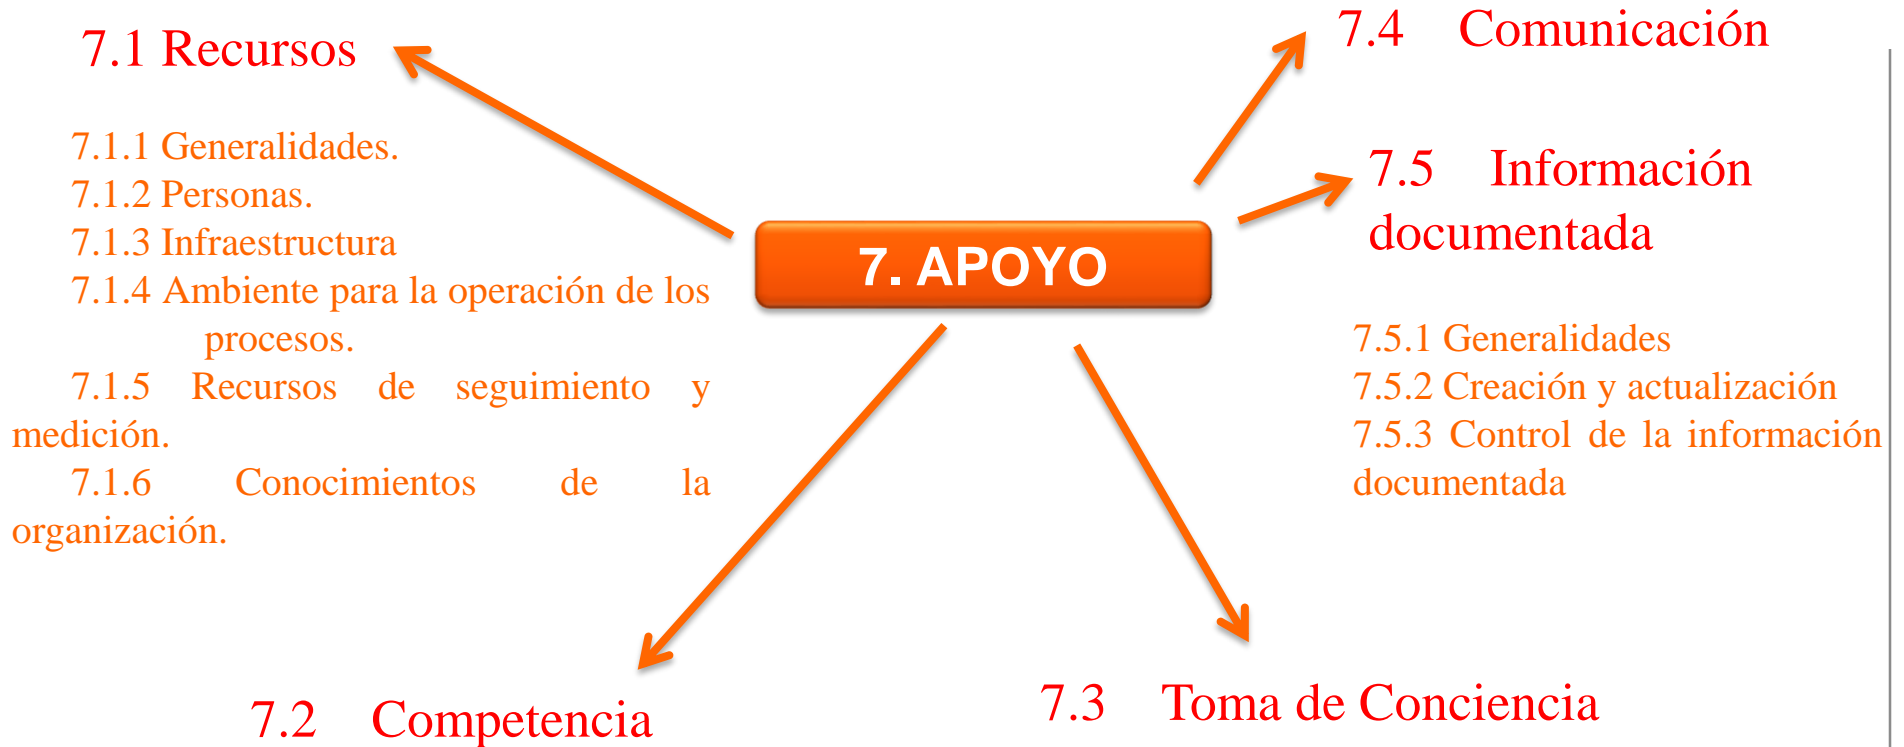 7.1 Recursos
7.1.1 Generalidades.
7.1.2 Personas.
7.1.3 Infraestructura
7.1.4 Ambiente para la operación de los
procesos.
7.1.5 Recursos de seguimiento y
medición.
7.1.6 Conocimientos de la
organización.
7. APOYO
7.4 Comunicación
7.5 Información
documentada
7.5.1 Generalidades
7.5.2 Creación y actualización
7.5.3 Control de la información
documentada
7.2 Competencia
7.3 Toma de Conciencia